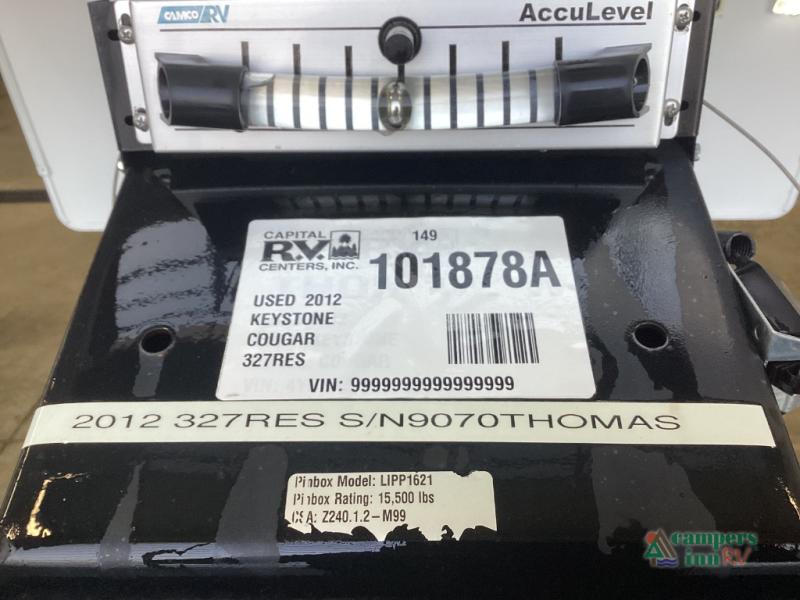 CAMCO RV
AccuLevel
CAPITAL
R.V.
CENTERS, INC.
149
101878A
USED 2012
KEYSTONE
COUGAR
327RES
VIN: 9999999999999999
2012 327RES S/N9070THOMAS
Pinbox Model: LIPP1621
Pinbox Rating: 15,500 lbs
CSA: Z240.1.2-M99
campers
inn RV